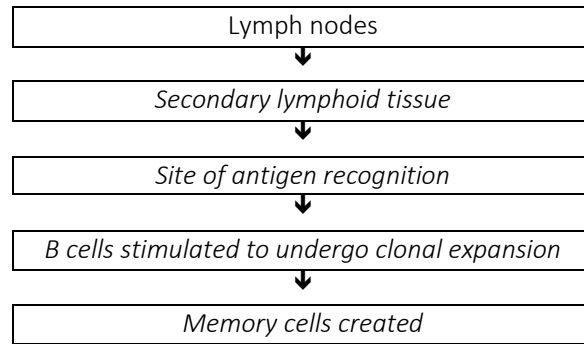 Lymph nodes
Secondary lymphoid tissue
Site of antigen recognition
B cells stimulated to undergo clonal expansion
Memory cells created